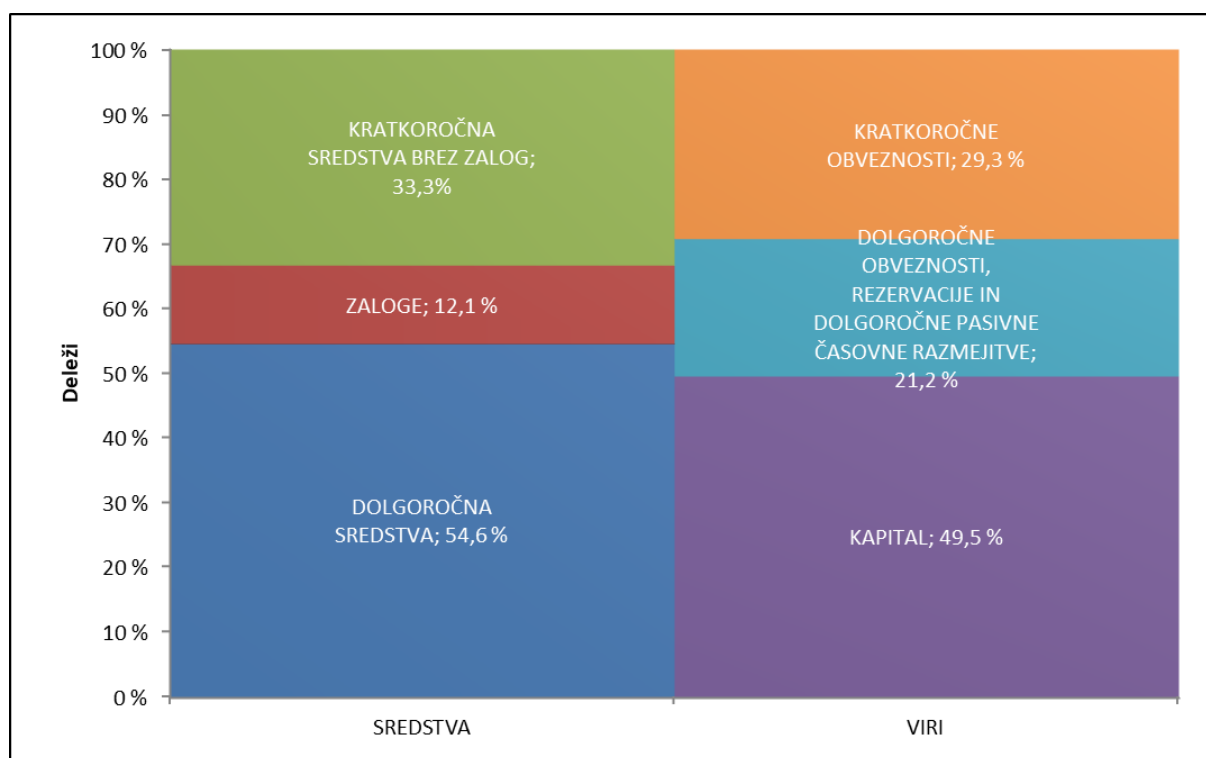 100 %
90 %
80 %
70 %
60 %
50 %
40 %
30 %
20 %
10 %
0 %
Deleži
KRATKOROČNA
SREDSTVA BREZ ZALOG;
33,3%
ZALOGE; 12,1 %
DOLGOROČNA
SREDSTVA; 54,6 %
KRATKOROČNE
OBVEZNOSTI; 29,3 %
DOLGOROČNE
OBVEZNOSTI,
REZERVACIJE IN
DOLGOROČNE PASIVNE
ČASOVNE RAZMEJITVE;
21,2 %
KAPITAL; 49,5 %
SREDSTVA
VIRI